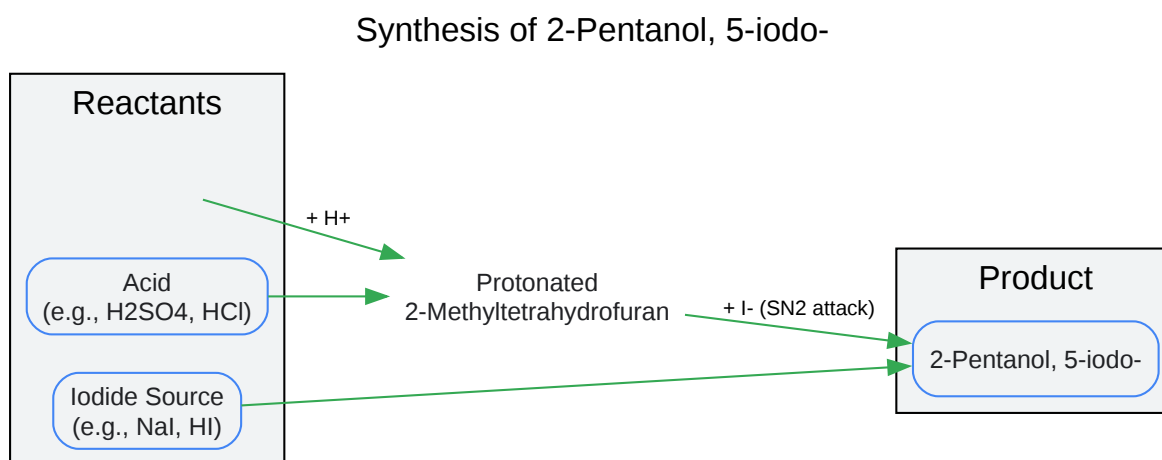 Synthesis of 2-Pentanol, 5-iodo-
Reactants
+ H+
Acid
(e.g., H2SO4, HCl)
Protonated
2-Methyltetrahydrofuran
+ I- (SN2 attack)
Product
2-Pentanol, 5-iodo-
Iodide Source
(e.g., NaI, HI)